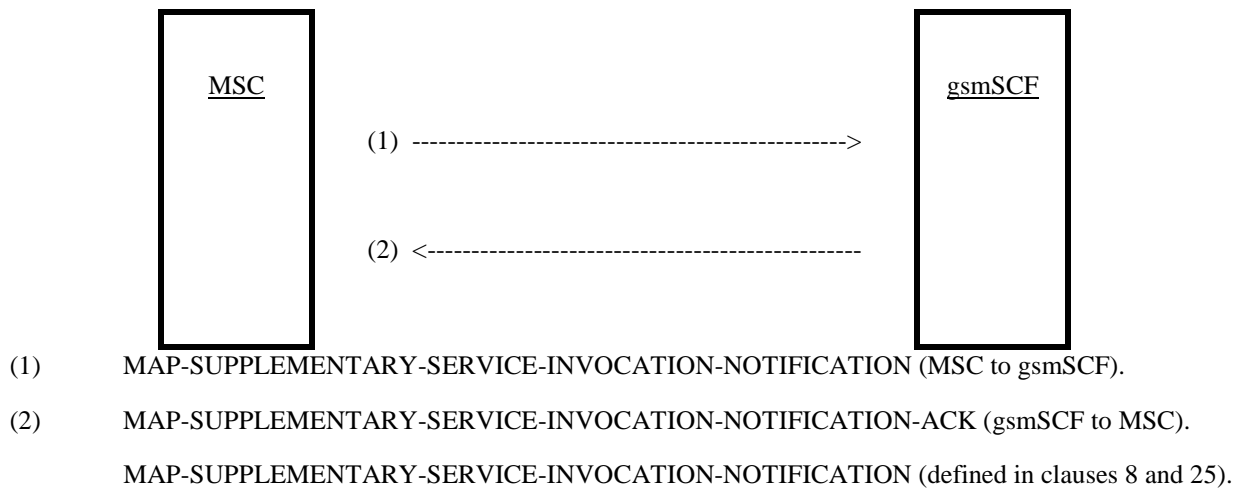 MSC gsmSCF
(1) ----------------------------------------------->
(2) <-----------------------------------------------
(1) MAP-SUPPLEMENTARY-SERVICE-INVOCATION-NOTIFICATION (MSC to gsmSCF).
(2) MAP-SUPPLEMENTARY-SERVICE-INVOCATION-NOTIFICATION-ACK (gsmSCF to MSC).
MAP-SUPPLEMENTARY-SERVICE-INVOCATION-NOTIFICATION (defined in clauses 8 and 25).